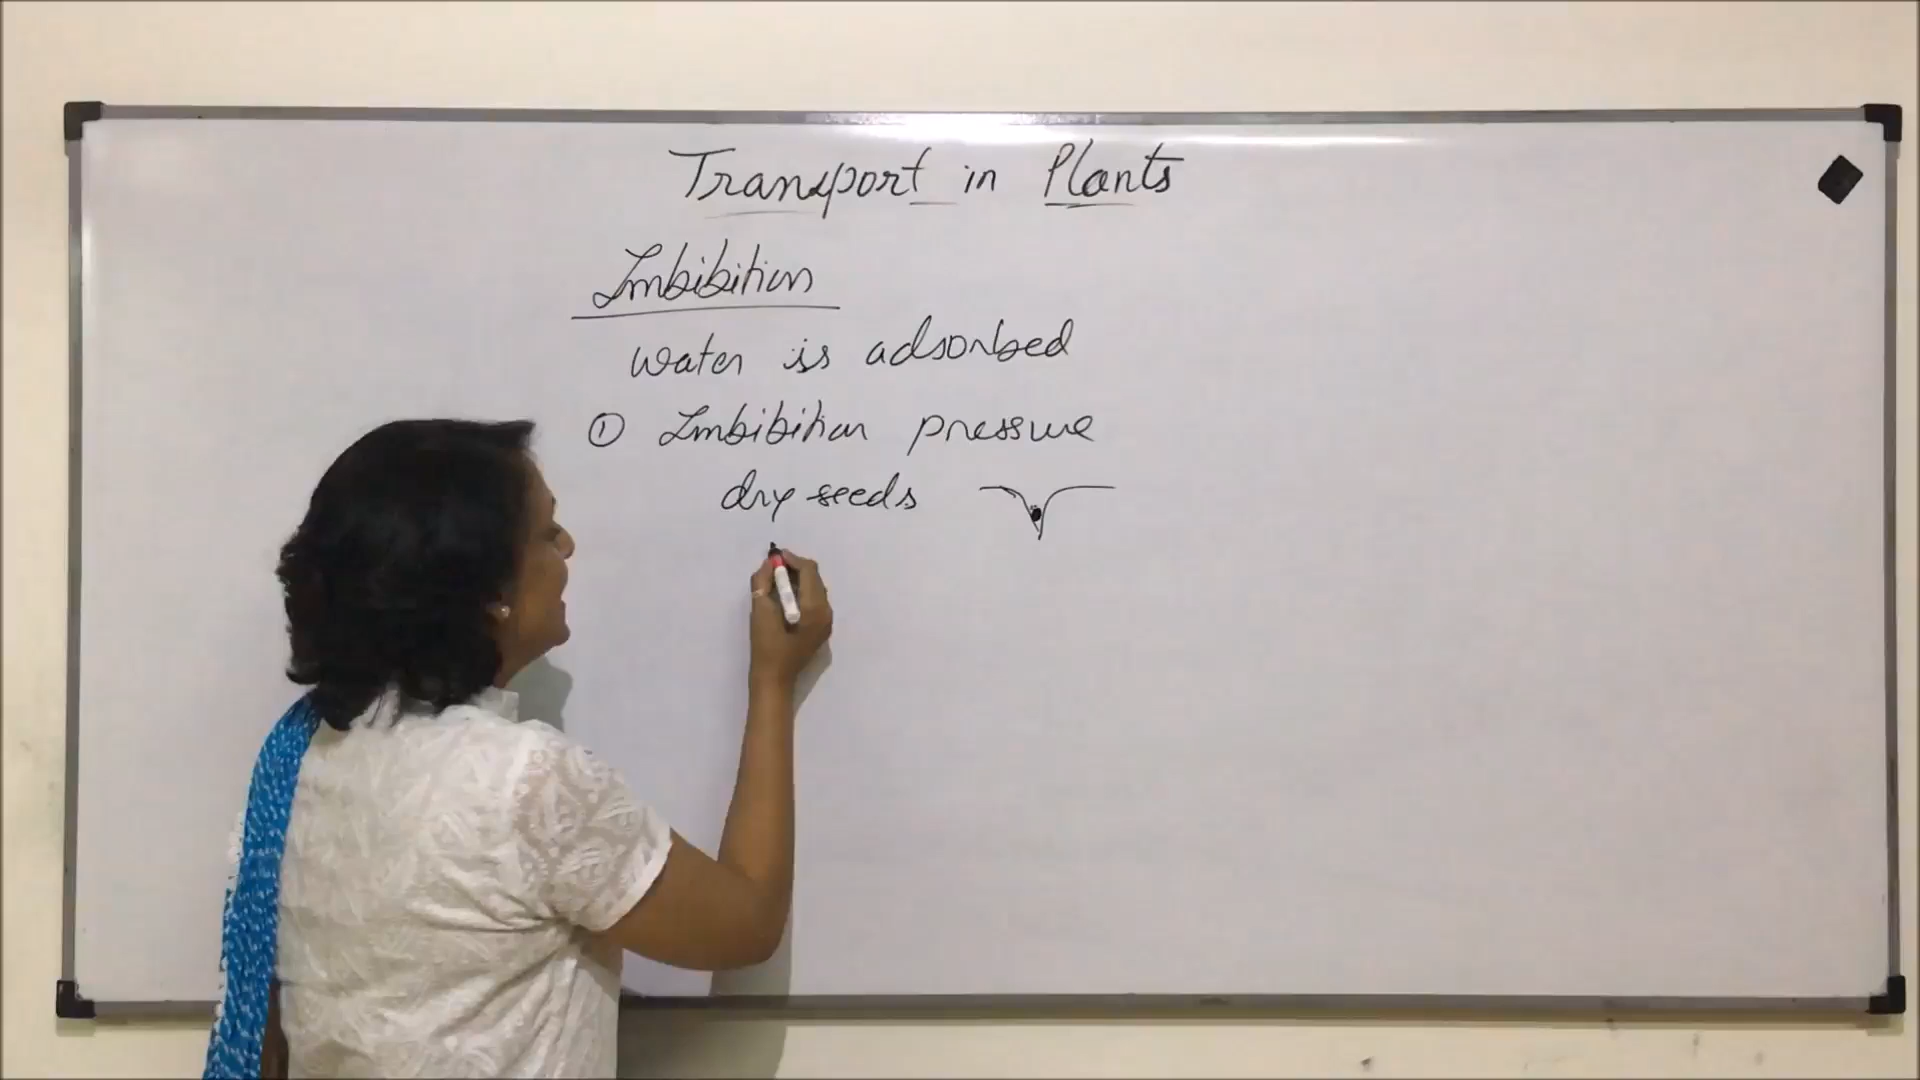 Transport in Plants
Imbibition
water is adsorbed
① Imbibition pressure
dry seeds